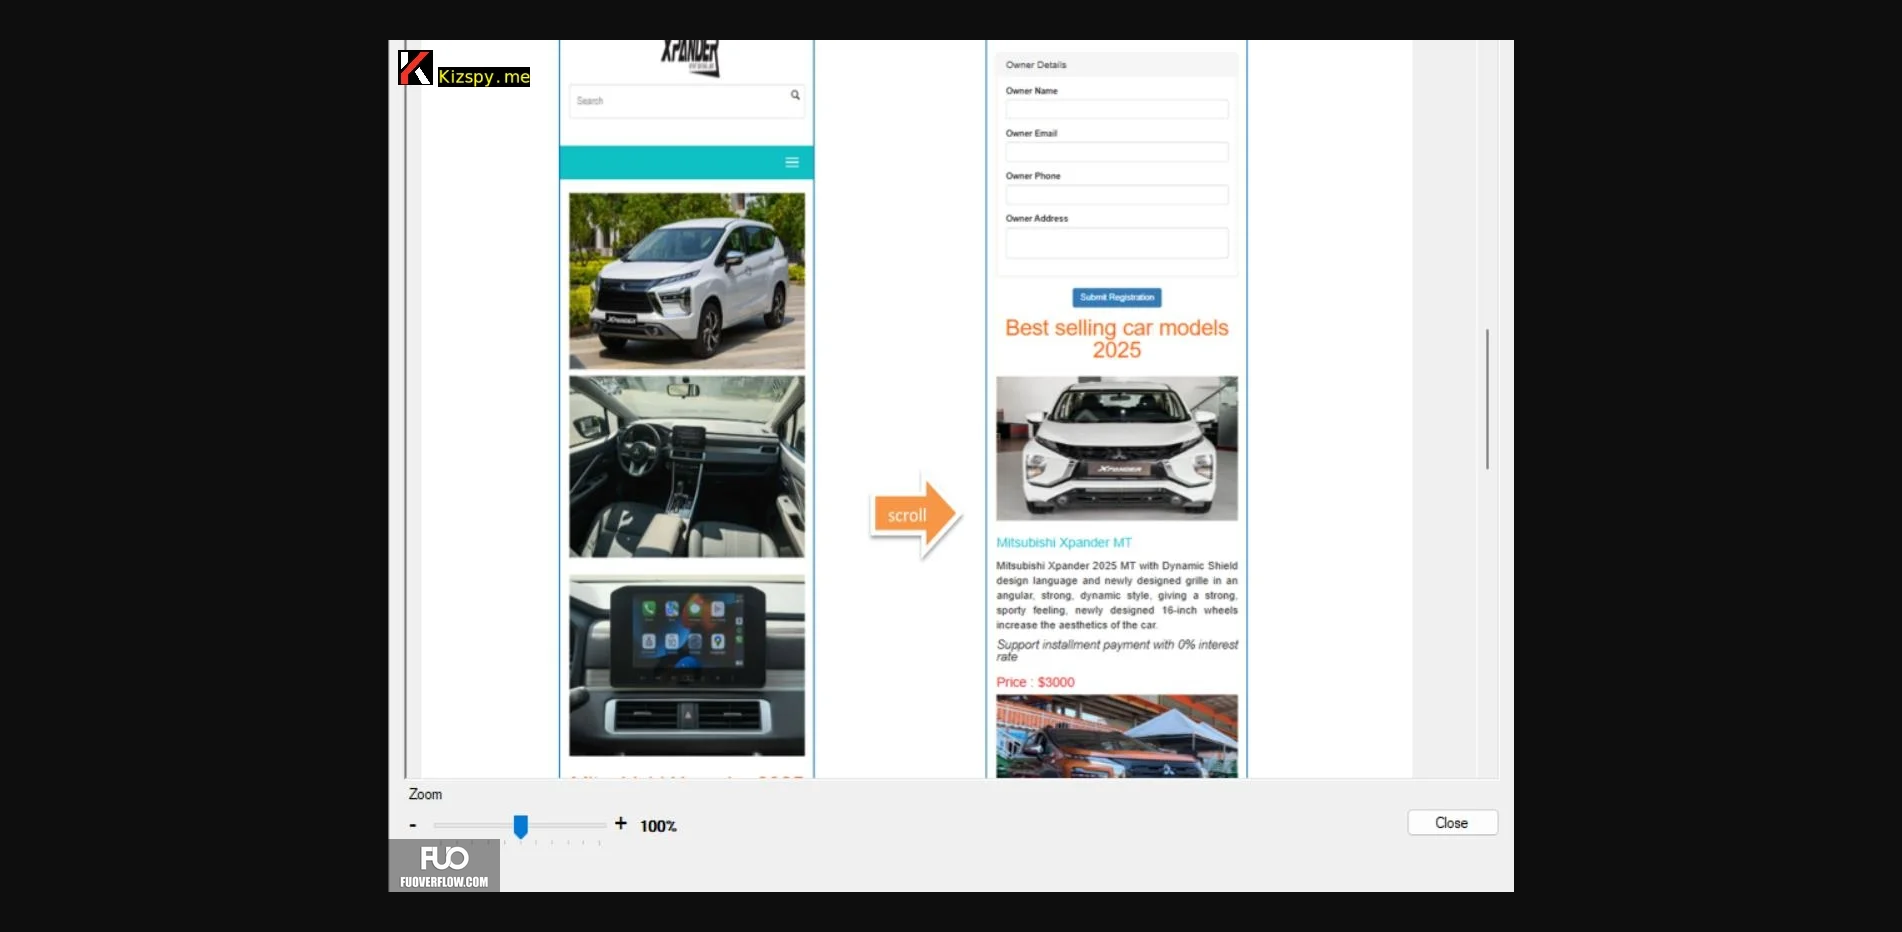 Kizspy.me
XPANDER
Search
XPANDER
Owner Details
Owner Name
Owner Email
Owner Phone
Owner Address
Submit Registration
Best selling car models
2025
scroll
XPANDER
Mitsubishi Xpander MT
Mitsubishi Xpander 2025 MT with Dynamic Shield
design language and newly designed grille in an
angular, strong, dynamic style, giving a strong,
sporty feeling, newly designed 16-inch wheels
increase the aesthetics of the car.
Support installment payment with 0% interest
rate
Price : $3000
Zoom
- + 100%
Close
FUO
FUOVERFLOW.COM